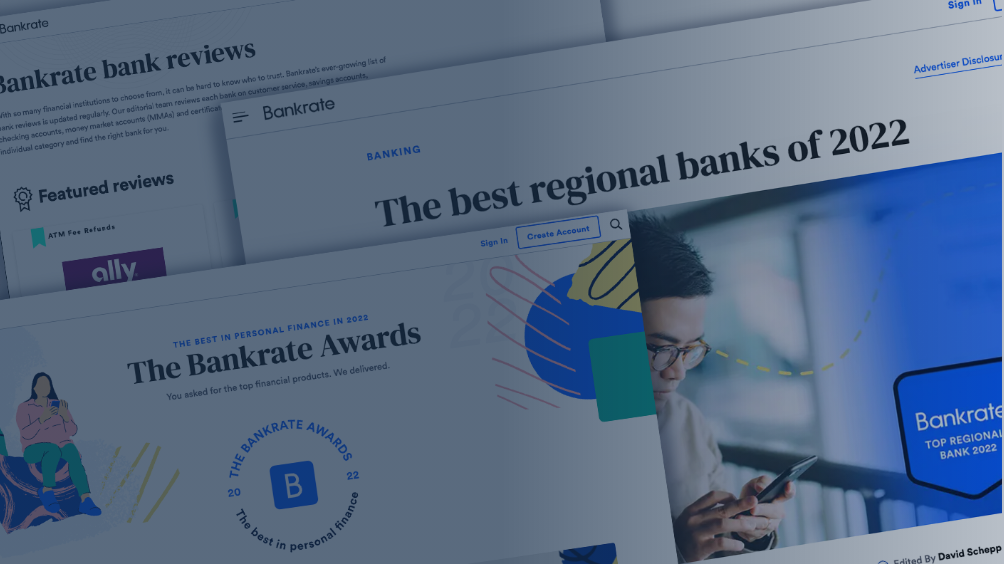 Bankrate
Bankrate bank reviews
With so many financial institutions to choose from, it can be hard to know who to trust. Bankrate's ever-growing list of
bank reviews is updated regularly. Our editorial team reviews each bank on customer service, savings accounts,
checking accounts, money market accounts (MMAs) and certificat
individual category and find the right bank for you.
Featured reviews
ATM Fee Refunds
ally
Sign In
Advertiser Disclosur
Bankrate
BANKING
The best regional banks of 2022
Sign In
Create Account
2022
THE BEST IN PERSONAL FINANCE IN 2022
The Bankrate Awards
You asked for the top financial products. We delivered.
THE BANKRATE AWARDS
20
B
22
The best in personal finance
Bankrate
TOP REGIONAL
BANK 2022
Edited By David Schepp